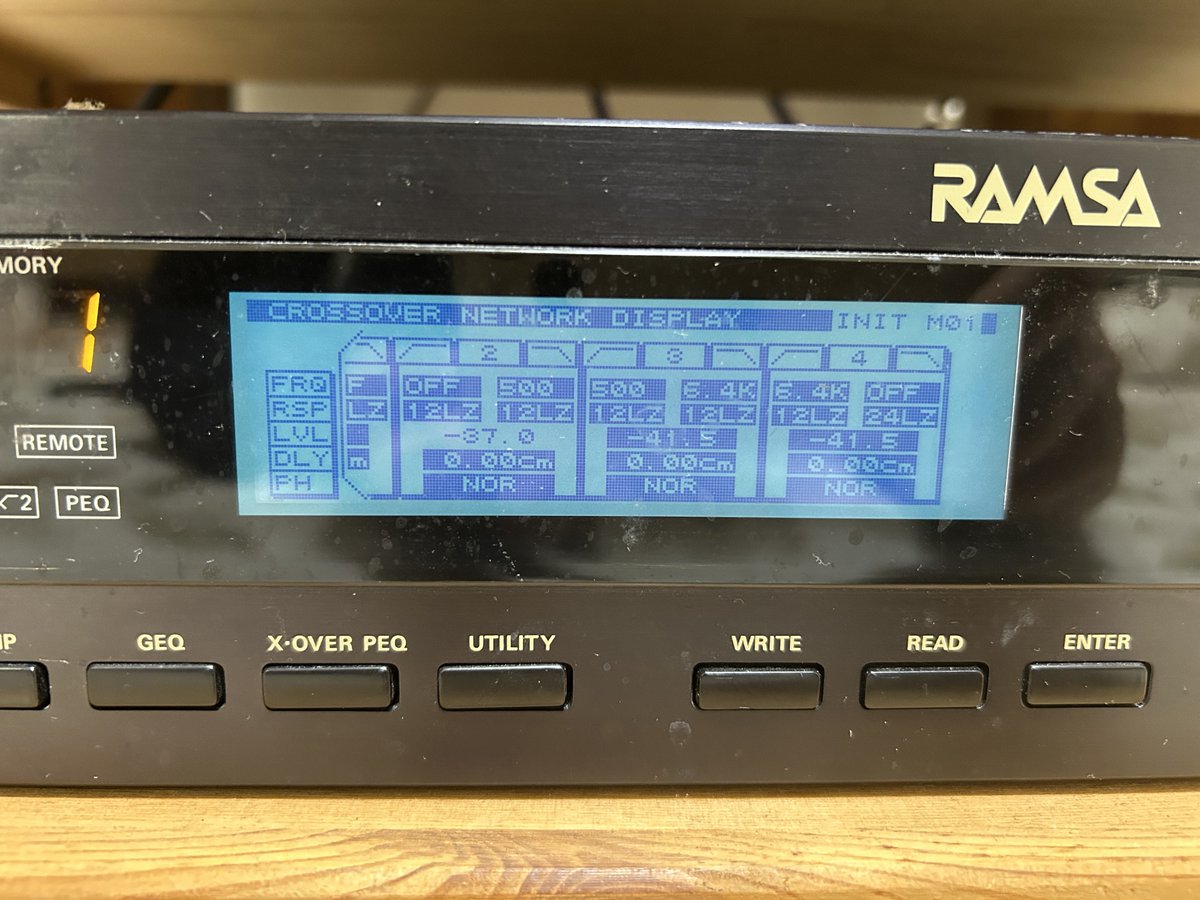 RAMSA
MORY
1
CROSSOVER NETWORK DISPLAY INIT M01
2 3 4
FRQ F OFF 500 500 6.4K 6.4K OFF
RSP LZ 12LZ 12LZ 12LZ 12LZ 12LZ 24LZ
LVL -37.0 -41.5 -41.5
DLY m 0.00cm 0.00cm 0.00cm
PH NOR NOR NOR
REMOTE
2 PEQ
GEQ X·OVER PEQ UTILITY WRITE READ ENTER